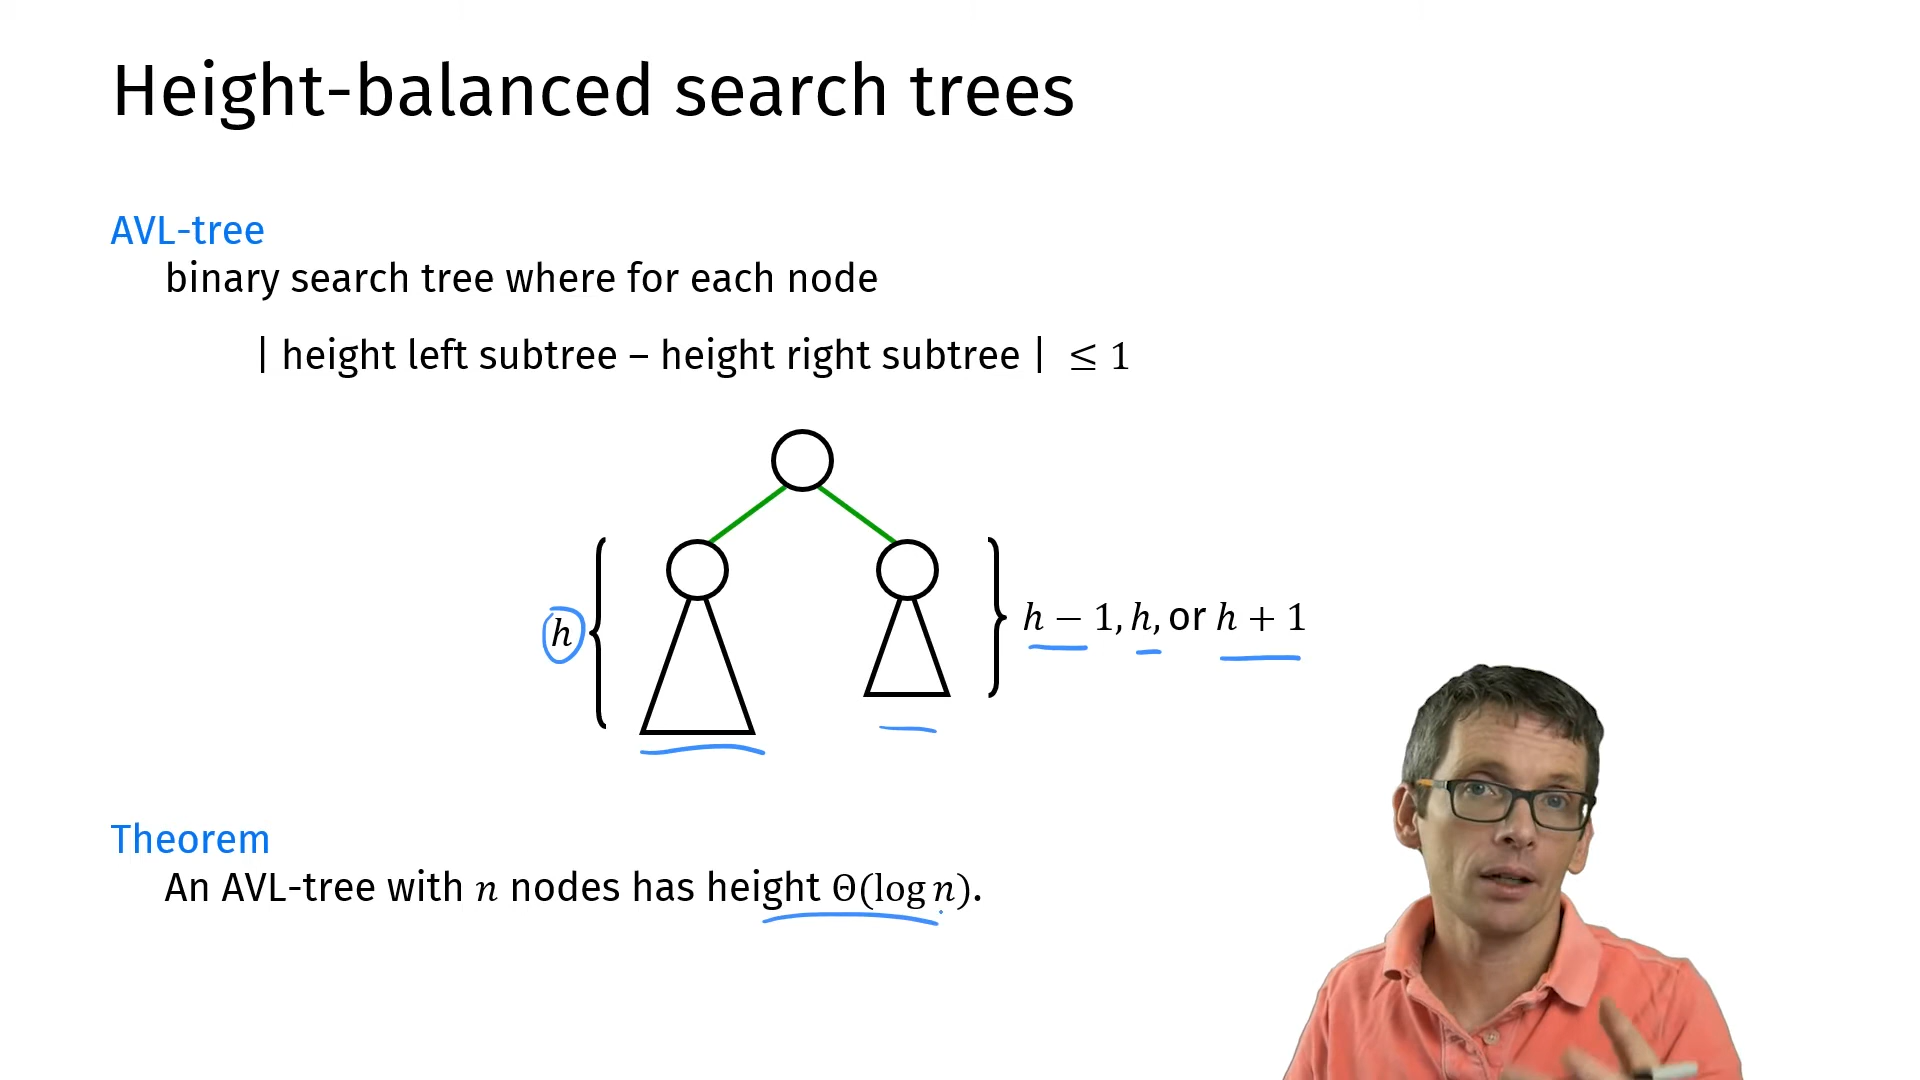 Height-balanced search trees
AVL-tree
binary search tree where for each node
| height left subtree – height right subtree | ≤ 1
h
h − 1, h, or h + 1
Theorem
An AVL-tree with n nodes has height Θ(log n).